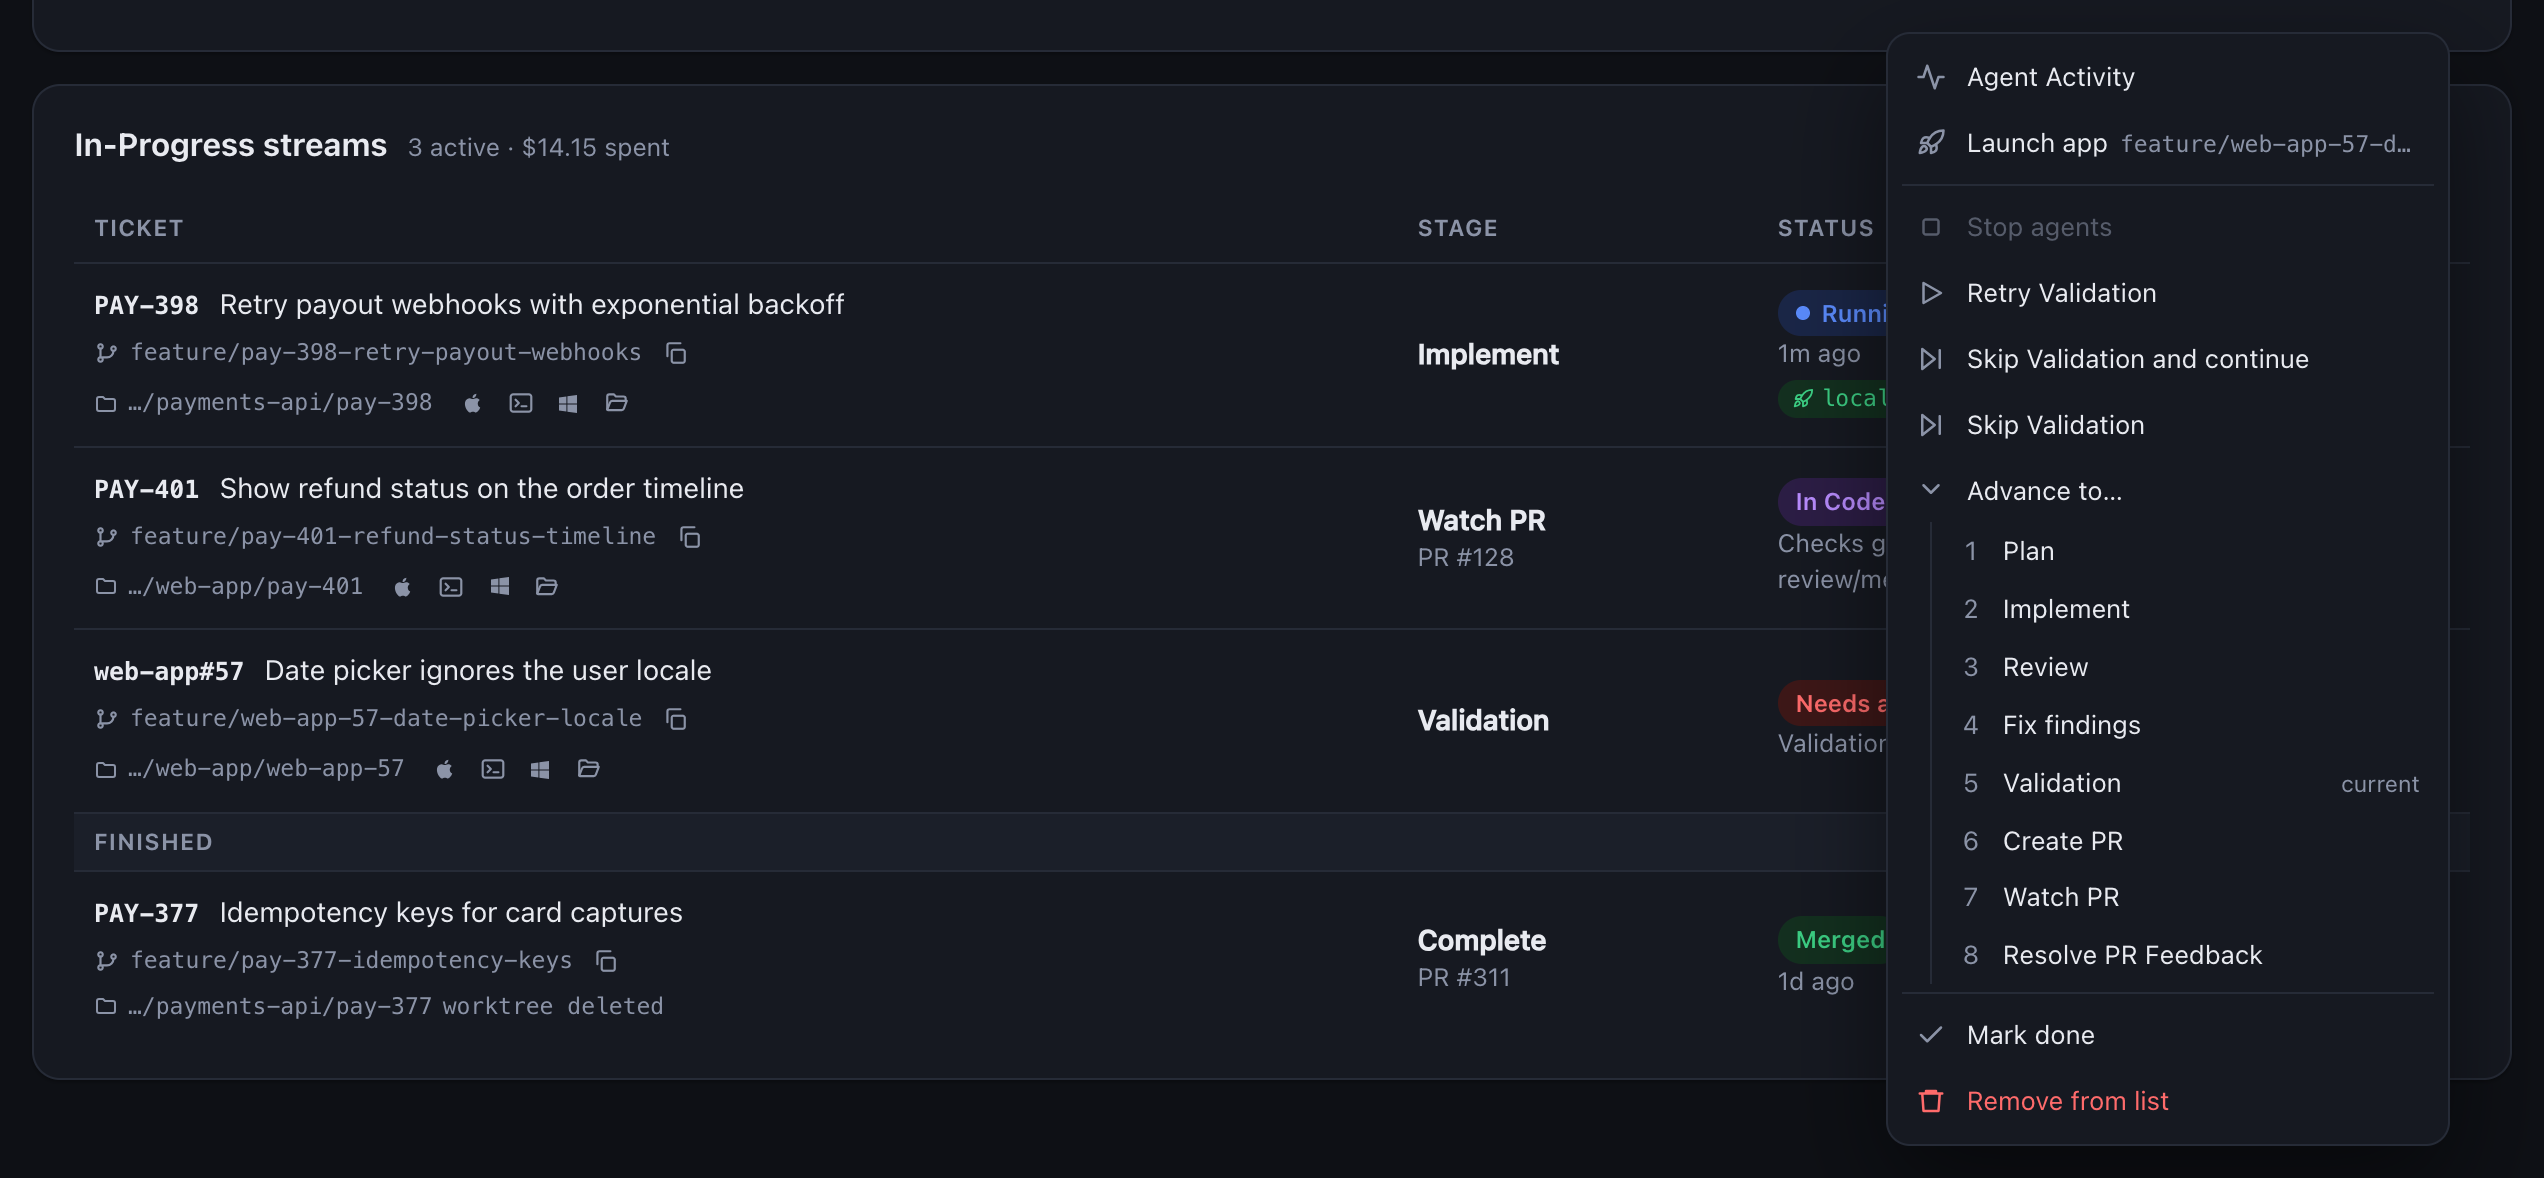 In-Progress streams 3 active · $14.15 spent
TICKET STAGE STATUS
PAY-398 Retry payout webhooks with exponential backoff
feature/pay-398-retry-payout-webhooks
…/payments-api/pay-398
Implement
1m ago
local
PAY-401 Show refund status on the order timeline
feature/pay-401-refund-status-timeline
…/web-app/pay-401
Watch PR
PR #128
In Code
Checks
web-app#57 Date picker ignores the user locale
feature/web-app-57-date-picker-locale
…/web-app/web-app-57
Validation
Needs
Validation
FINISHED
PAY-377 Idempotency keys for card captures
feature/pay-377-idempotency-keys
…/payments-api/pay-377 worktree deleted
Complete
PR #311
Merged
1d ago
Agent Activity
Launch app feature/web-app-57-d…
Stop agents
Retry Validation
Skip Validation and continue
Skip Validation
Advance to…
1 Plan
2 Implement
3 Review
4 Fix findings
5 Validation current
6 Create PR
7 Watch PR
8 Resolve PR Feedback
Mark done
Remove from list